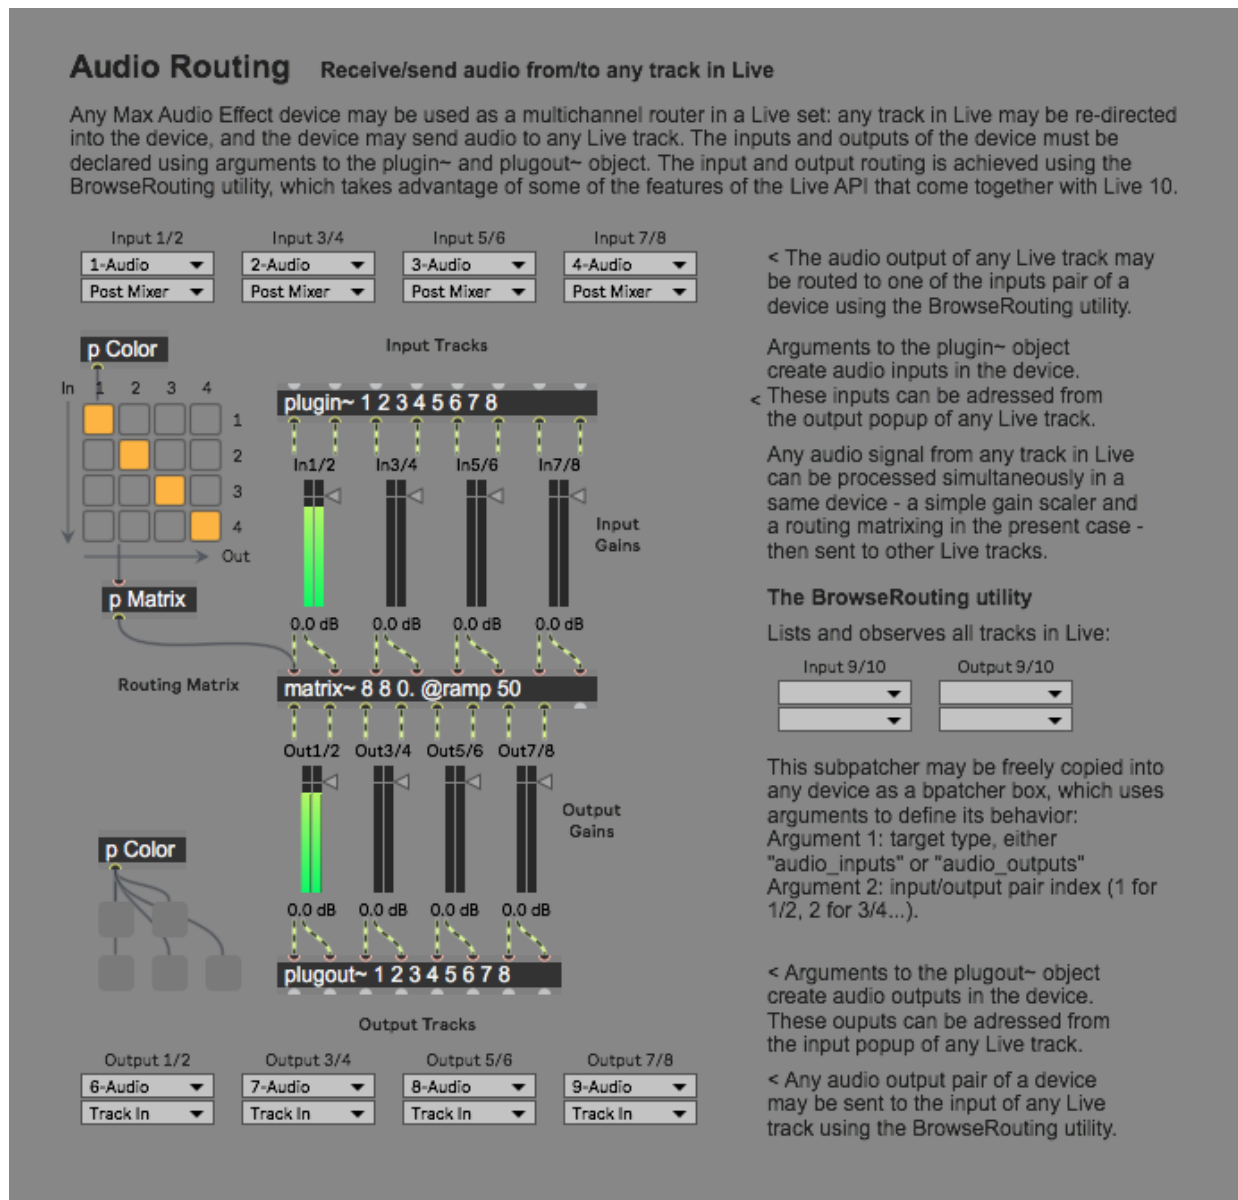 Audio Routing Receive/send audio from/to any track in Live
Any Max Audio Effect device may be used as a multichannel router in a Live set: any track in Live may be re-directed
into the device, and the device may send audio to any Live track. The inputs and outputs of the device must be
declared using arguments to the plugin~ and plugout~ object. The input and output routing is achieved using the
BrowseRouting utility, which takes advantage of some of the features of the Live API that come together with Live 10.
Input 1/2 Input 3/4 Input 5/6 Input 7/8
1-Audio 2-Audio 3-Audio 4-Audio
Post Mixer Post Mixer Post Mixer Post Mixer
p Color
Input Tracks
In 1 2 3 4
1
2
3
4
Out
plugin~ 1 2 3 4 5 6 7 8
In1/2 In3/4 In5/6 In7/8
Input
Gains
p Matrix
0.0 dB 0.0 dB 0.0 dB 0.0 dB
Routing Matrix
matrix~ 8 8 0. @ramp 50
Out1/2 Out3/4 Out5/6 Out7/8
Output
Gains
p Color
0.0 dB 0.0 dB 0.0 dB 0.0 dB
plugout~ 1 2 3 4 5 6 7 8
Output Tracks
Output 1/2 Output 3/4 Output 5/6 Output 7/8
6-Audio 7-Audio 8-Audio 9-Audio
Track In Track In Track In Track In
< The audio output of any Live track may
be routed to one of the inputs pair of a
device using the BrowseRouting utility.
Arguments to the plugin~ object
create audio inputs in the device.
< These inputs can be adressed from
the output popup of any Live track.
Any audio signal from any track in Live
can be processed simultaneously in a
same device - a simple gain scaler and
a routing matrixing in the present case -
then sent to other Live tracks.
The BrowseRouting utility
Lists and observes all tracks in Live:
Input 9/10 Output 9/10
This subpatcher may be freely copied into
any device as a bpatcher box, which uses
arguments to define its behavior:
Argument 1: target type, either
"audio_inputs" or "audio_outputs"
Argument 2: input/output pair index (1 for
1/2, 2 for 3/4...).
< Arguments to the plugout~ object
create audio outputs in the device.
These ouputs can be adressed from
the input popup of any Live track.
< Any audio output pair of a device
may be sent to the input of any Live
track using the BrowseRouting utility.